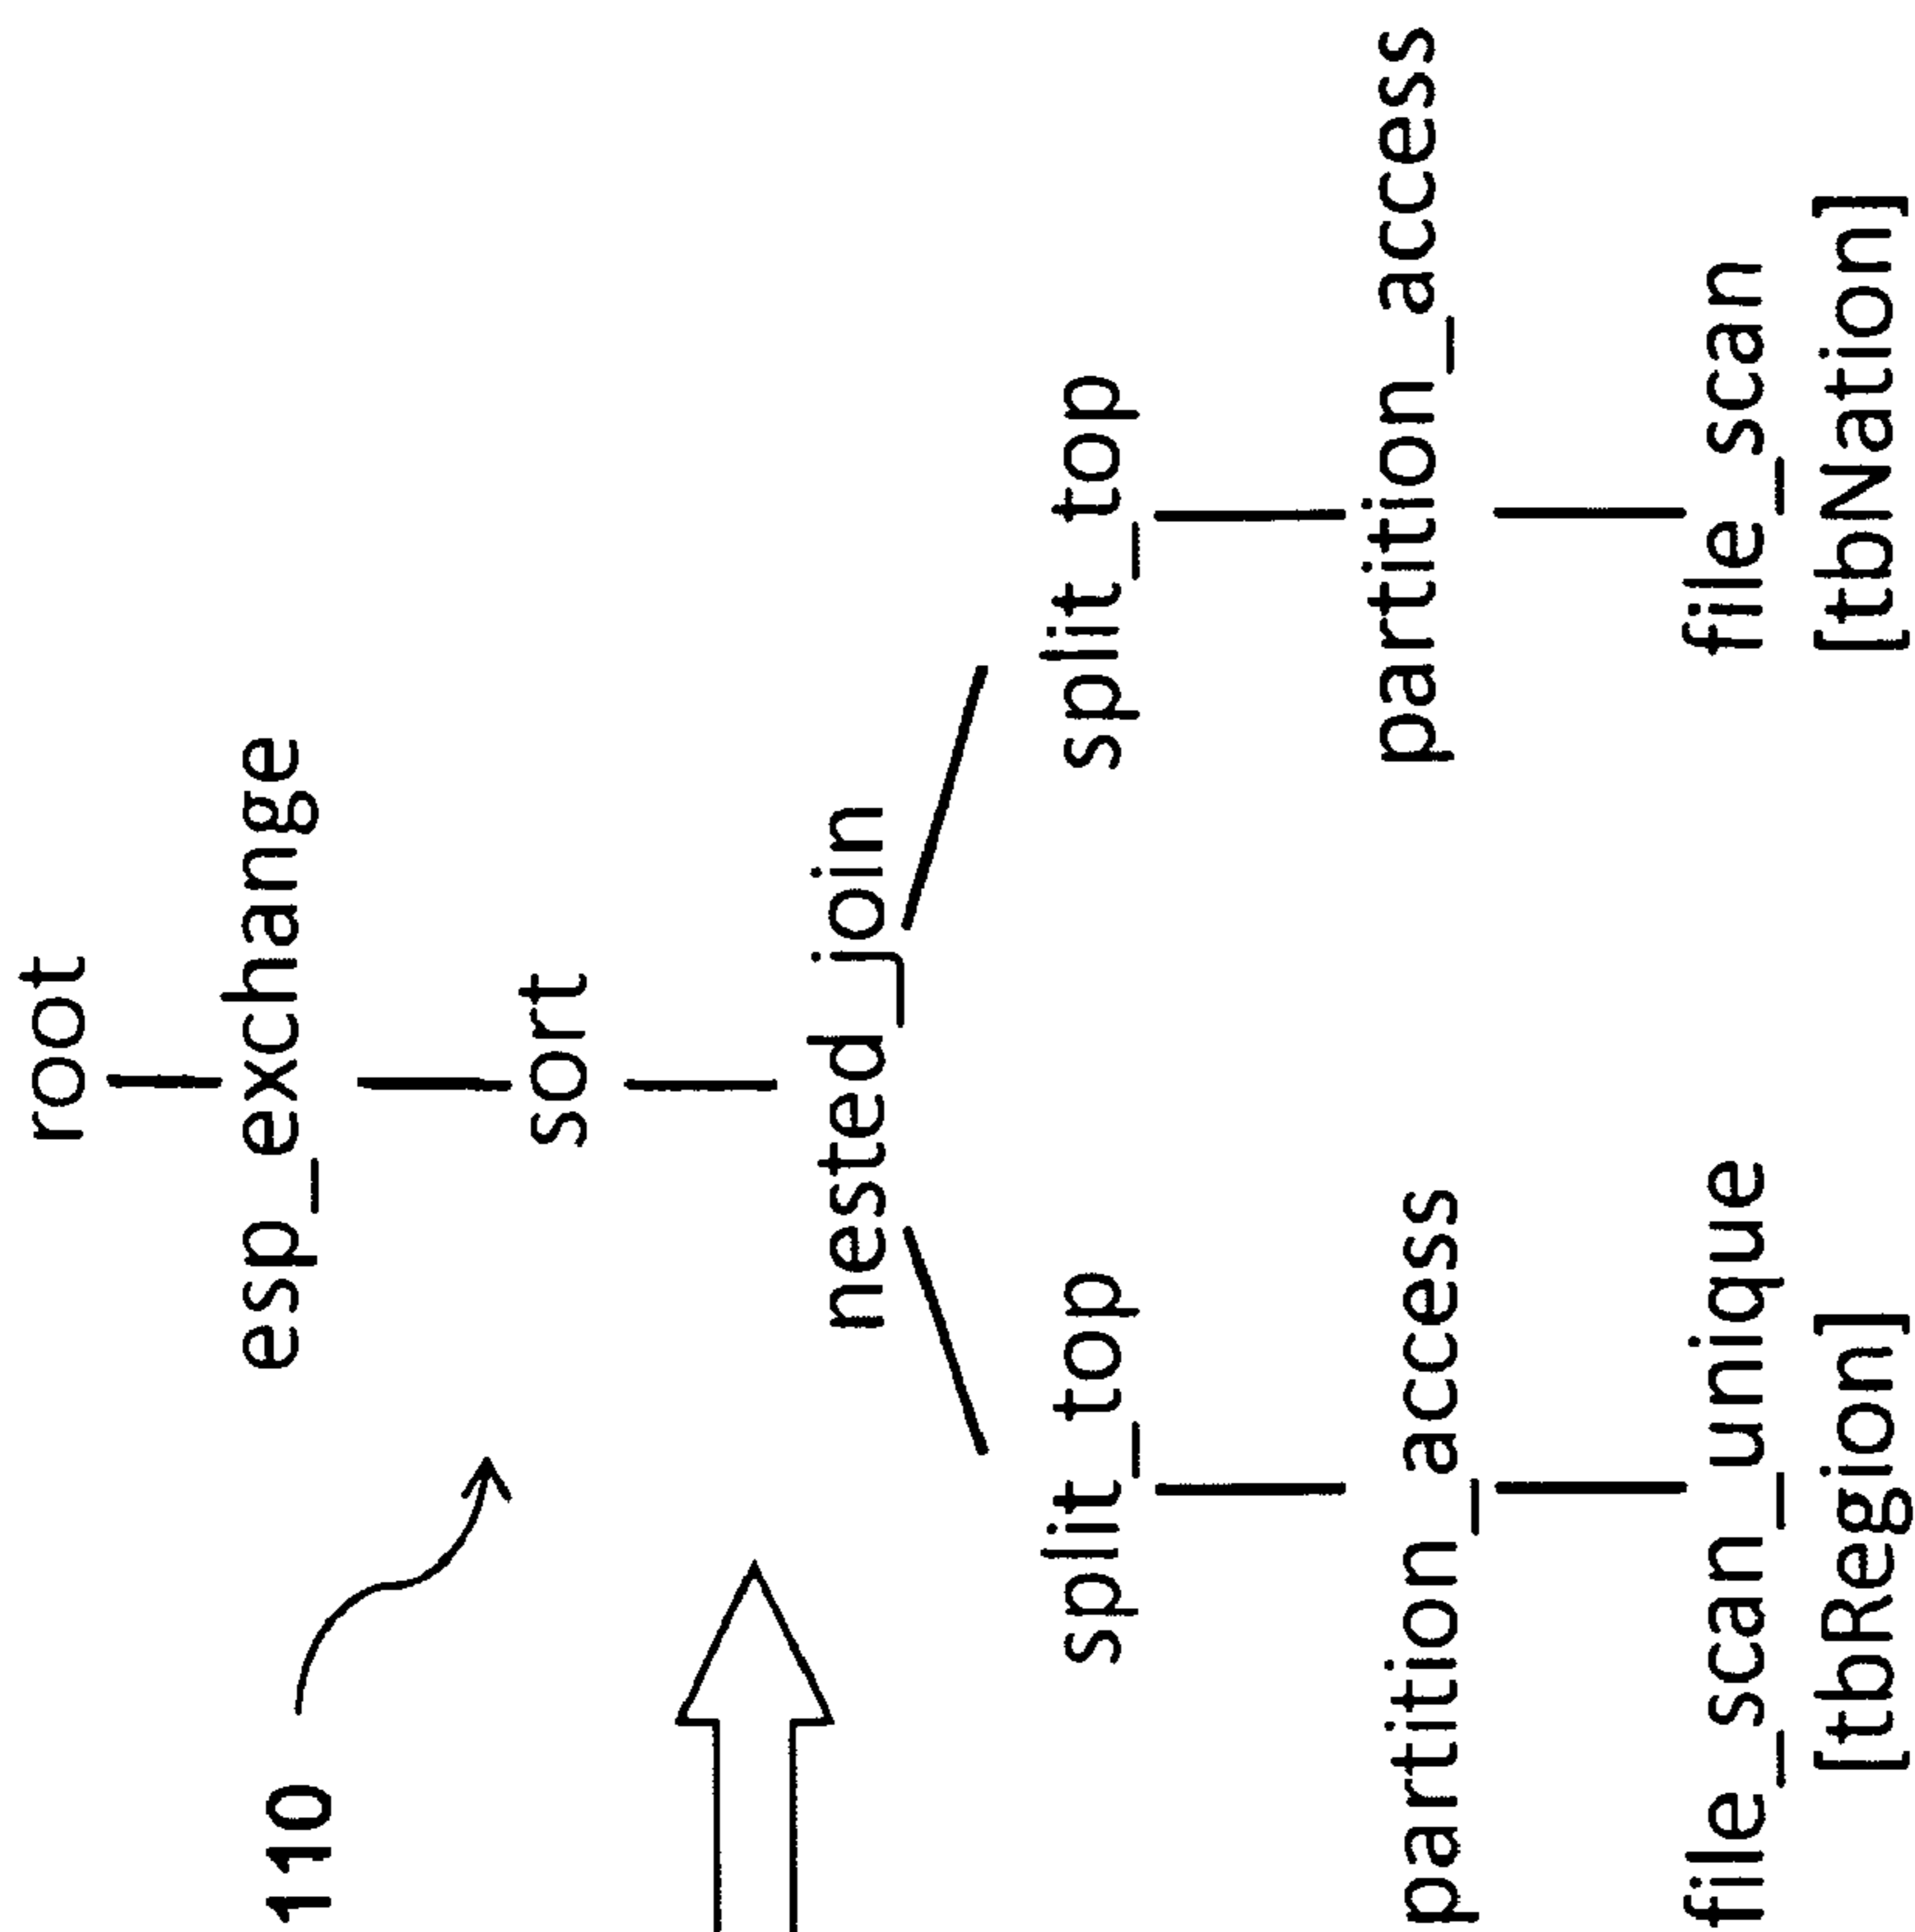 root
110
esp_exchange
sort
nested_join
split_top
split_top
partition_access
partition_access
file_scan_unique
[tbRegion]
file_scan
[tbNation]